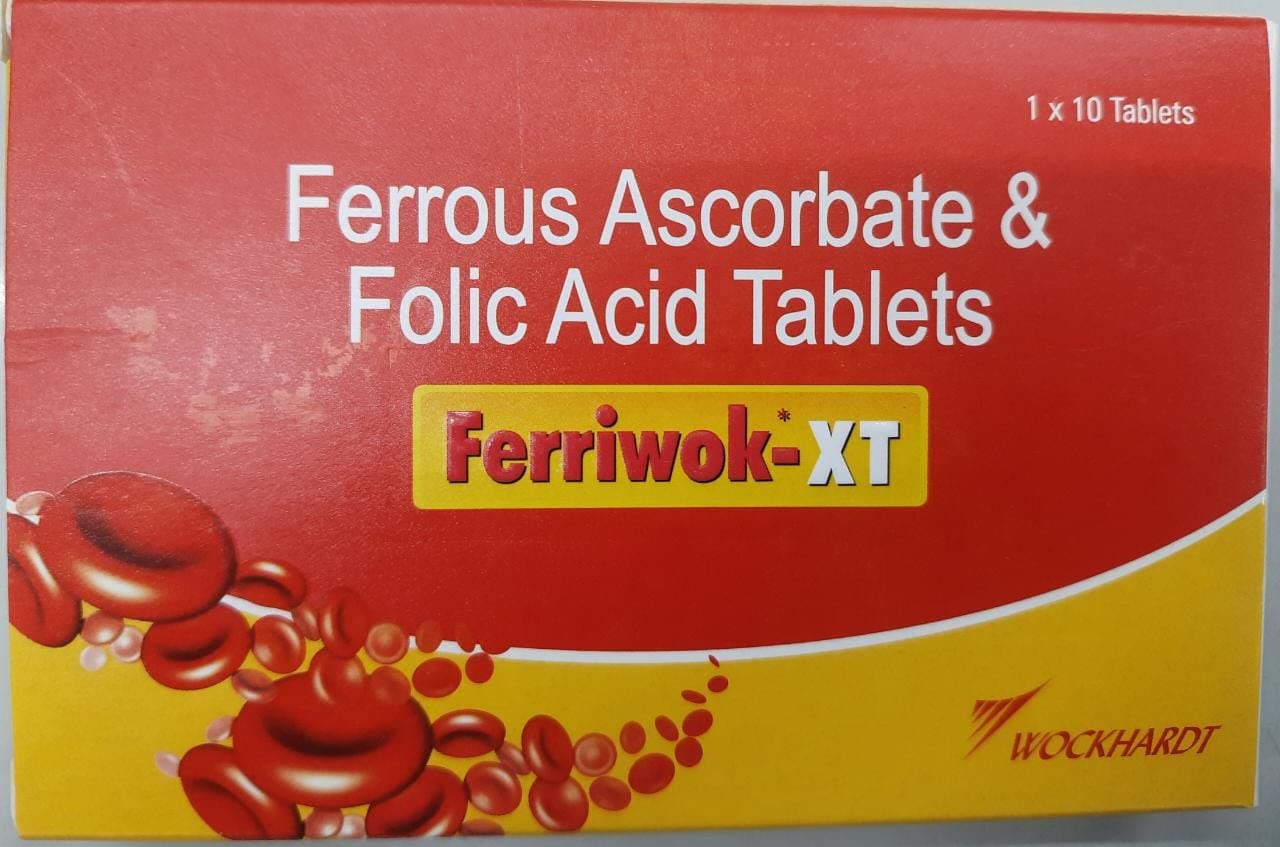 1 x 10 Tablets
Ferrous Ascorbate &
Folic Acid Tablets
Ferriwok-*XT
WOCKHARDT